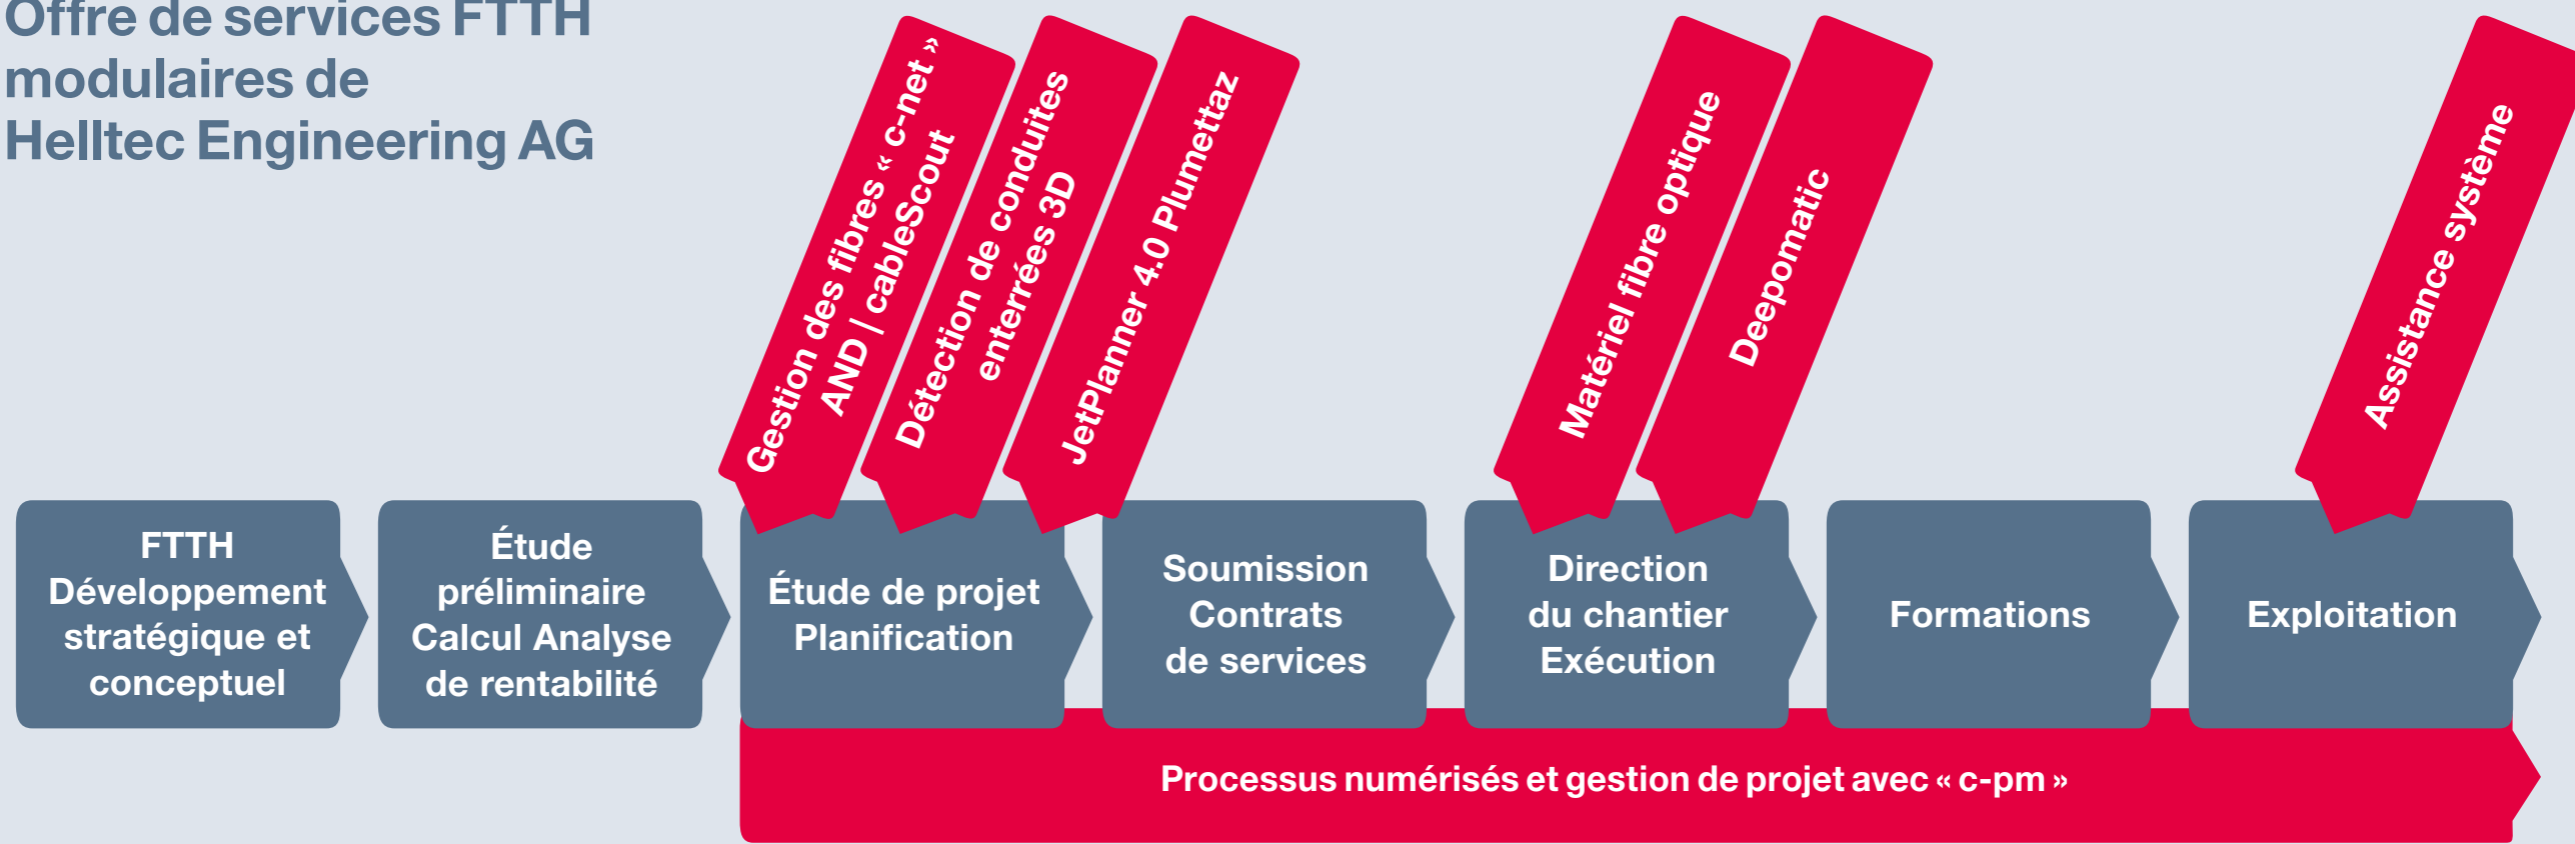 Offre de services FTTH
modulaires de
Helltec Engineering AG
Gestion des fibres « c-net »
AND | cableScout
Détection de conduites
enterrées 3D
JetPlanner 4.0 Plumettaz
Matériel fibre optique
Deepomatic
Assistance système
FTTH
Développement
stratégique et
conceptuel
Étude
préliminaire
Calcul Analyse
de rentabilité
Étude de projet
Planification
Soumission
Contrats
de services
Direction
du chantier
Exécution
Formations
Exploitation
Processus numérisés et gestion de projet avec « c-pm »